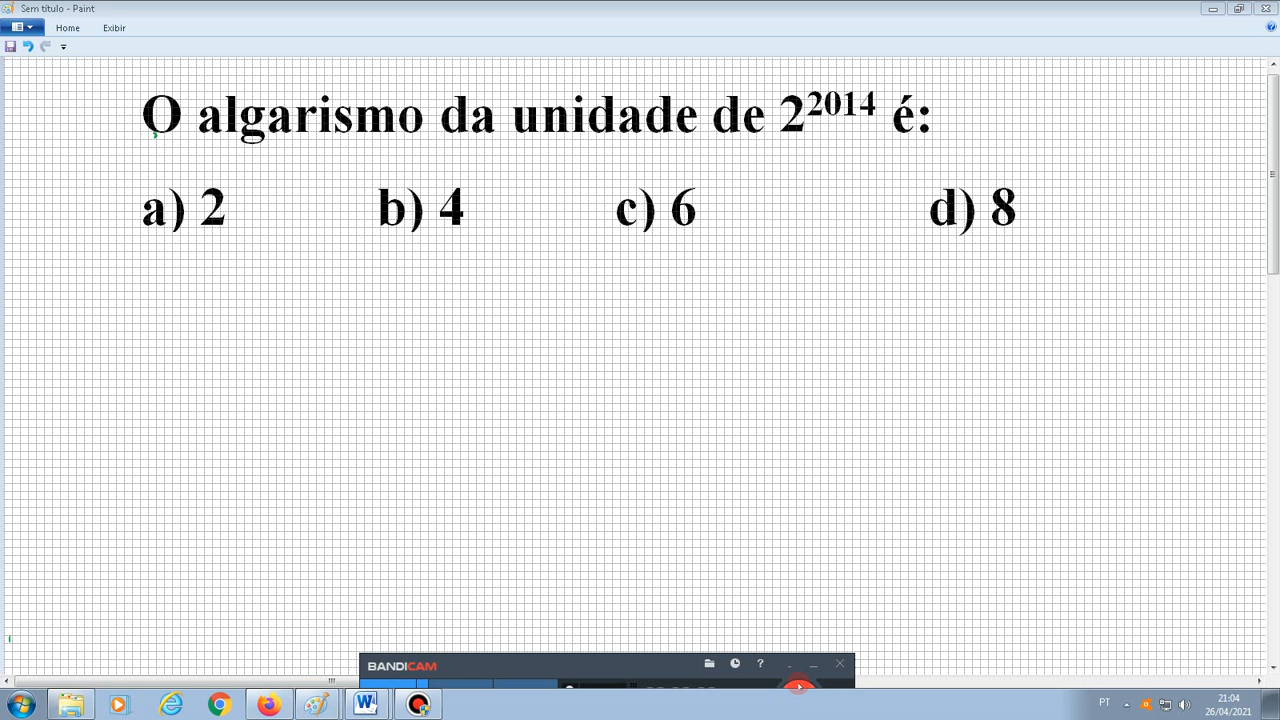 Sem título - Paint
Home Exibir
O algarismo da unidade de 2²⁰¹⁴ é:
a) 2 b) 4 c) 6 d) 8
BANDICAM
PT
21:04
26/04/2021